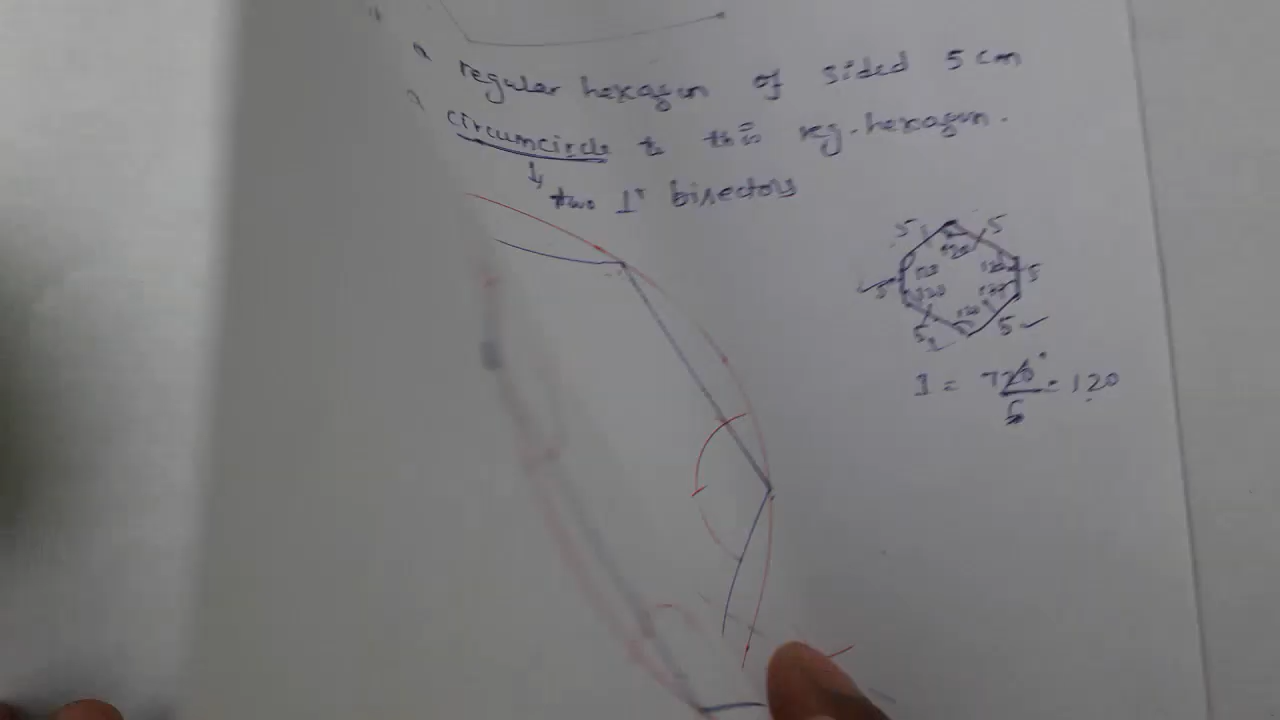 regular hexagon of sided 5 cm
circumcircle to this reg. hexagon.
↓
two ⊥r bisectors
5 5
120
120 120
5 5
120 120
120
5 5
1 = 720°/6 = 120